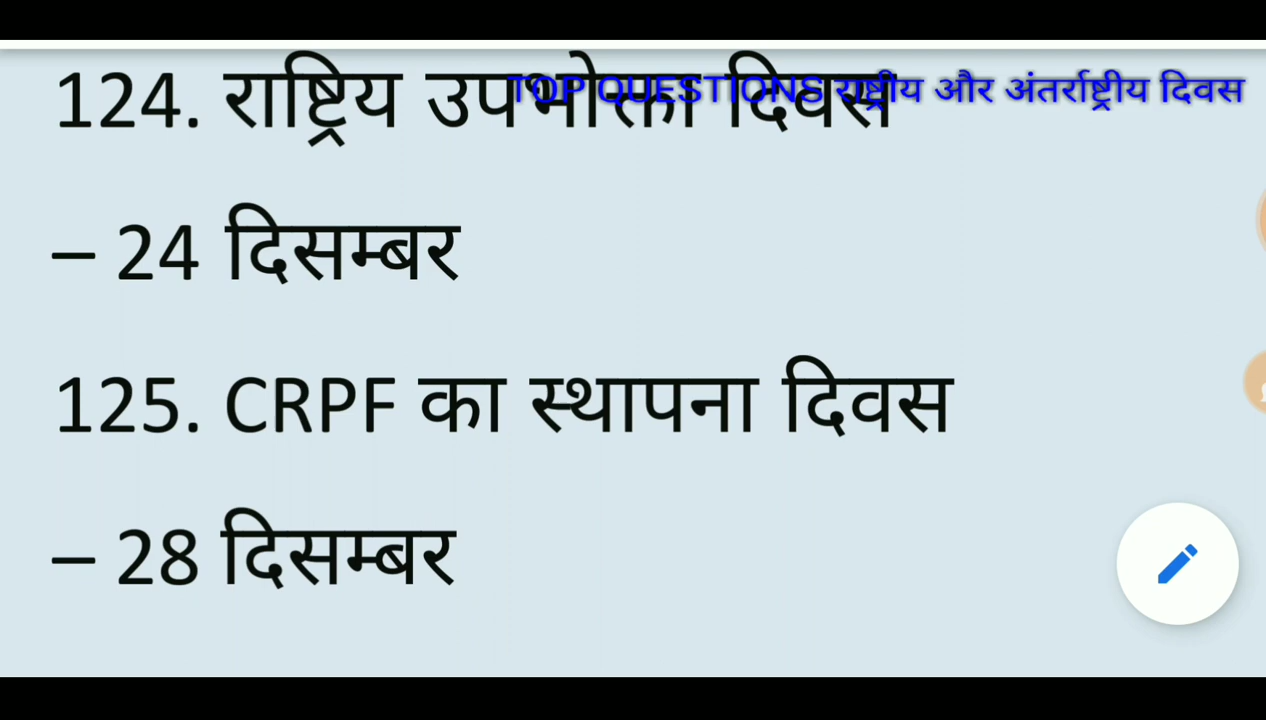 124. राष्ट्रिय उपभोक्ता दिवस
TOP QUESTIONS राष्ट्रीय और अंतर्राष्ट्रीय दिवस
– 24 दिसम्बर
125. CRPF का स्थापना दिवस
– 28 दिसम्बर